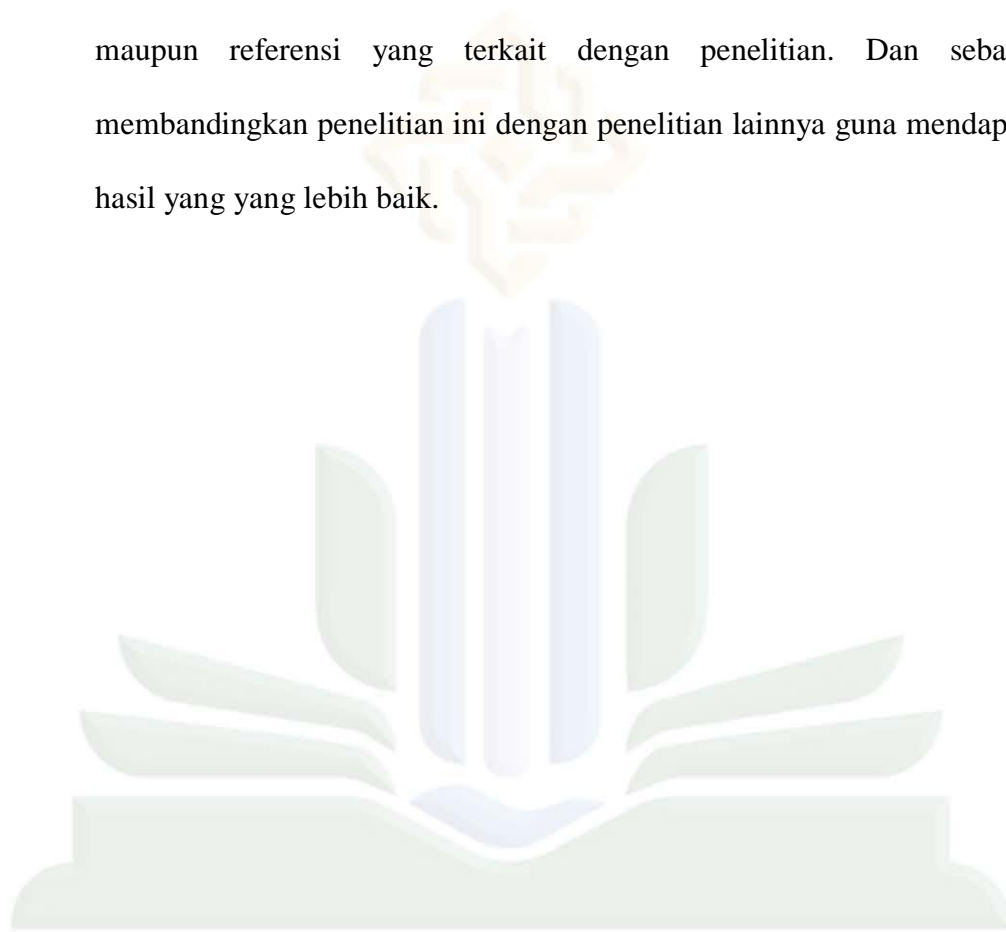 maupun referensi yang terkait dengan penelitian. Dan seba
membandingkan penelitian ini dengan penelitian lainnya guna mendap
hasil yang yang lebih baik.